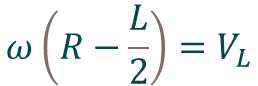 ω(R − L/2) = V_L